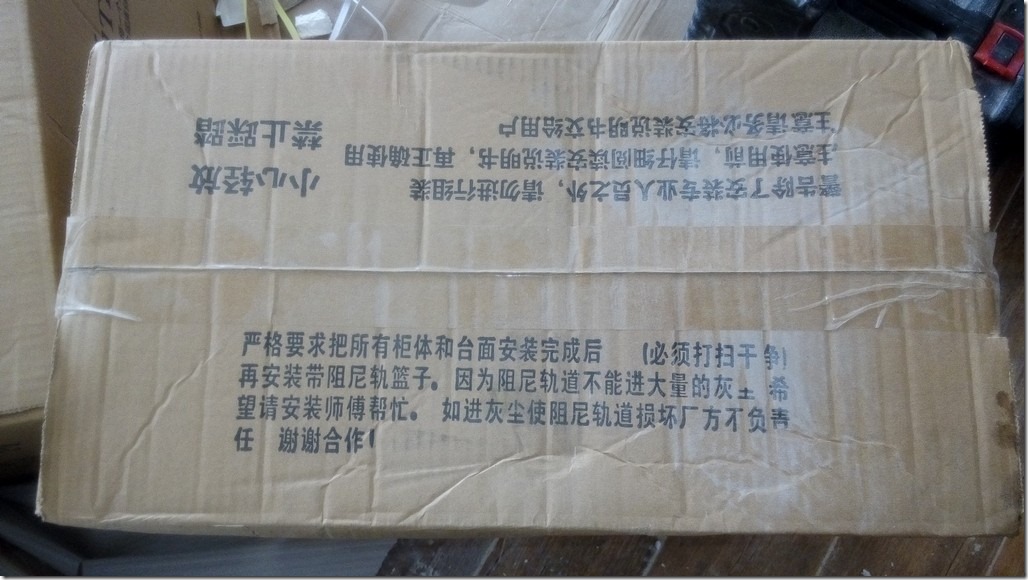 警告除了安装专业人员之外，请勿进行组装
注意使用前，请仔细阅读安装说明书，再正确使用
注意请务必将安装说明书交给用户
小心轻放
禁止踩踏
严格要求把所有柜体和台面安装完成后 (必须打扫干净)
再安装带阻尼轨篮子。因为阻尼轨道不能进大量的灰尘 希
望请安装师傅帮忙。 如进灰尘使阻尼轨道损坏厂方不负责
任 谢谢合作!